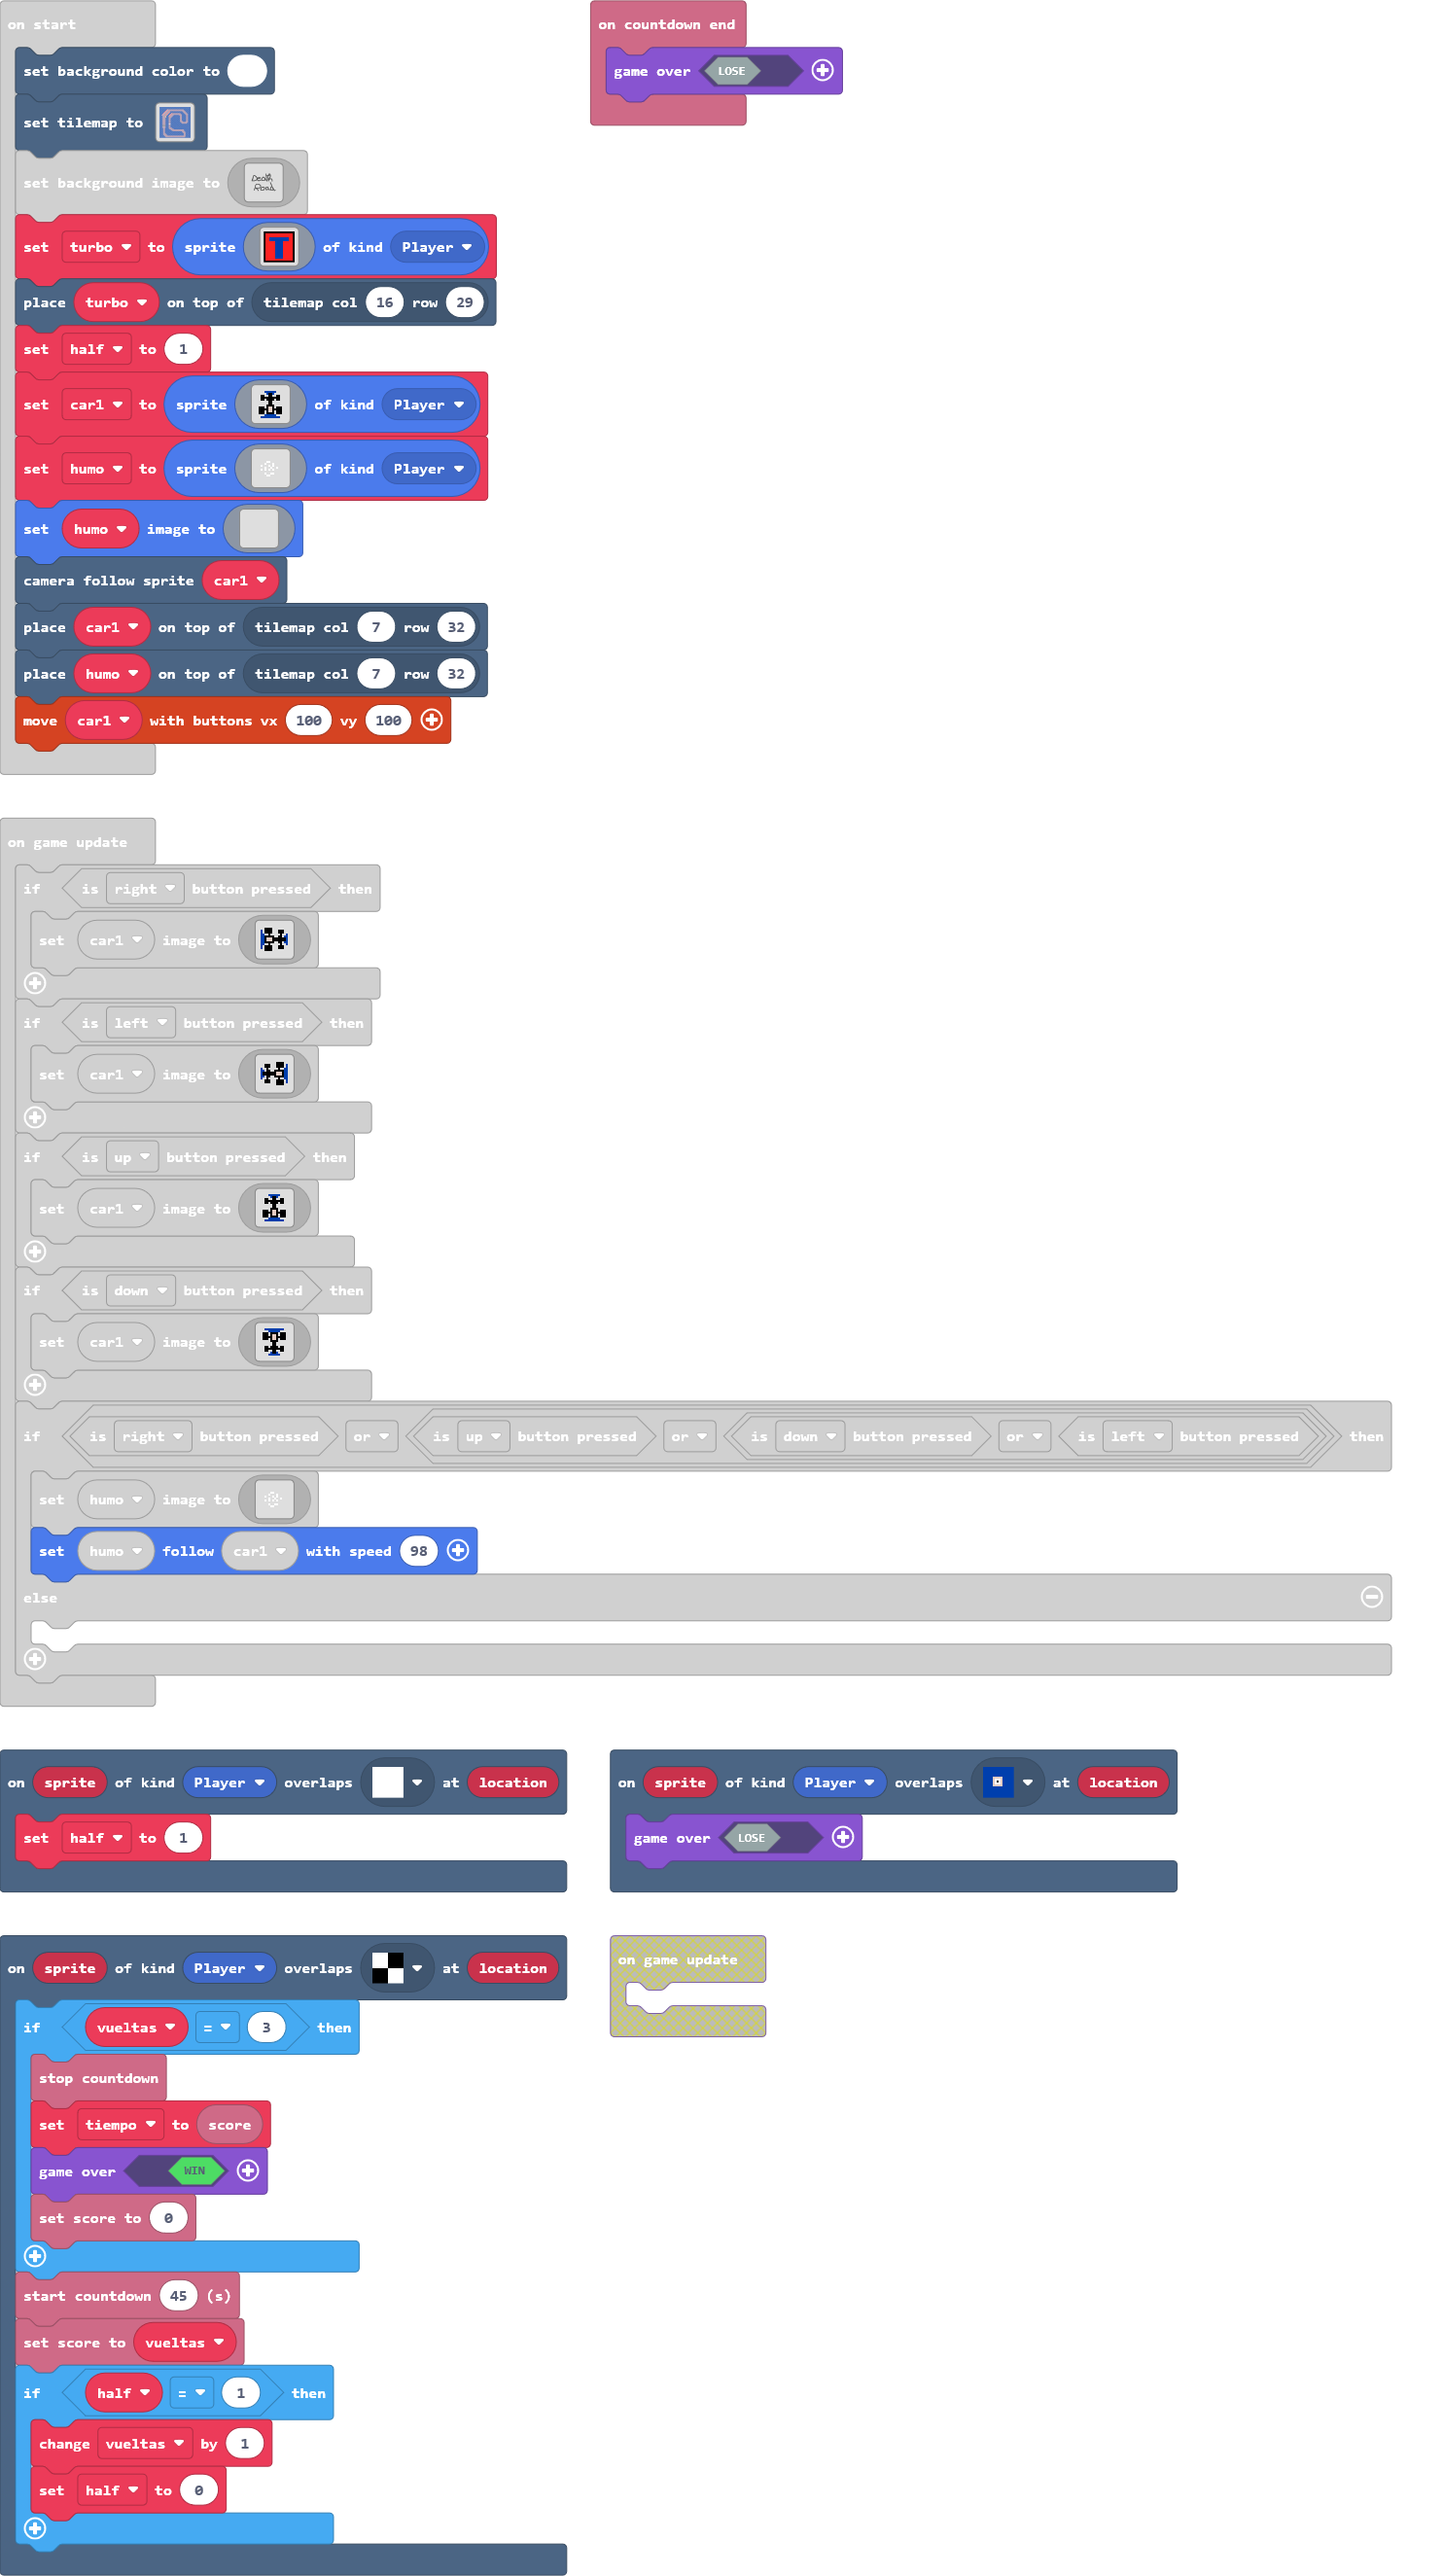 on start
set background color to
set tilemap to
set background image to Death Road
set turbo to sprite T of kind Player
place turbo on top of tilemap col 16 row 29
set half to 1
set car1 to sprite of kind Player
set humo to sprite of kind Player
set humo image to
camera follow sprite car1
place car1 on top of tilemap col 7 row 32
place humo on top of tilemap col 7 row 32
move car1 with buttons vx 100 vy 100
on countdown end
game over LOSE
on game update
if is right button pressed then
set car1 image to
if is left button pressed then
set car1 image to
if is up button pressed then
set car1 image to
if is down button pressed then
set car1 image to
if is right button pressed or is up button pressed or is down button pressed or is left button pressed then
set humo image to
set humo follow car1 with speed 98
else
on sprite of kind Player overlaps at location
set half to 1
on sprite of kind Player overlaps at location
game over LOSE
on sprite of kind Player overlaps at location
if vueltas = 3 then
stop countdown
set tiempo to score
game over WIN
set score to 0
start countdown 45 (s)
set score to vueltas
if half = 1 then
change vueltas by 1
set half to 0
on game update